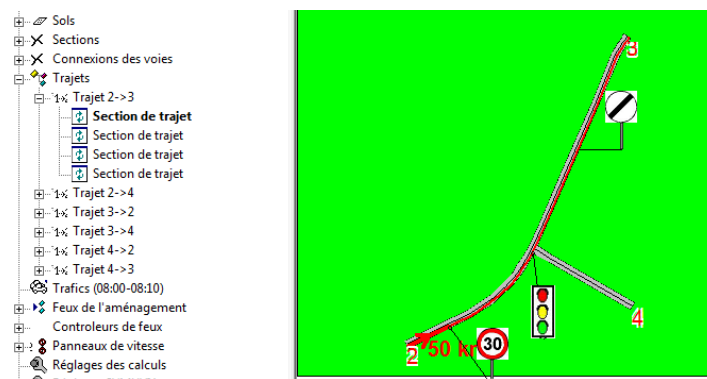 Sols
Sections
Connexions des voies
Trajets
Trajet 2->3
Section de trajet
Section de trajet
Section de trajet
Section de trajet
Trajet 2->4
Trajet 3->2
Trajet 3->4
Trajet 4->2
Trajet 4->3
Trafics (08:00-08:10)
Feux de l'aménagement
Controleurs de feux
Panneaux de vitesse
Réglages des calculs
3
4
2
50
30